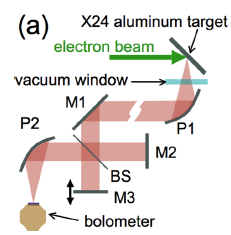 (a)
X24 aluminum target
electron beam
vacuum window
M1
P1
P2
M2
BS
M3
bolometer